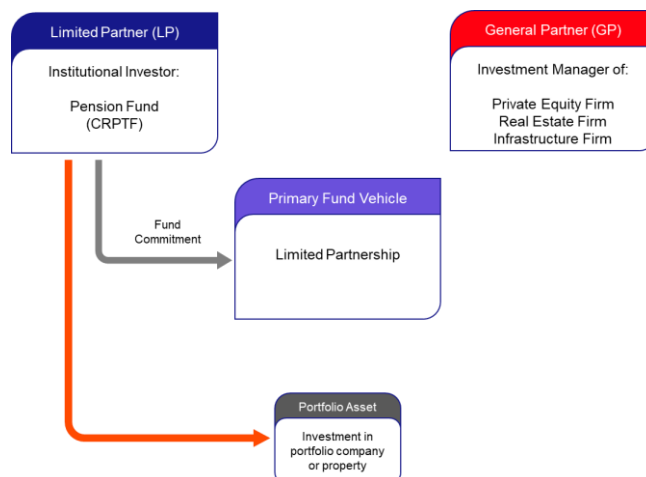 Limited Partner (LP)
Institutional Investor:
Pension Fund
(CRPTF)
General Partner (GP)
Investment Manager of:
Private Equity Firm
Real Estate Firm
Infrastructure Firm
Fund
Commitment
Primary Fund Vehicle
Limited Partnership
Portfolio Asset
Investment in
portfolio company
or property